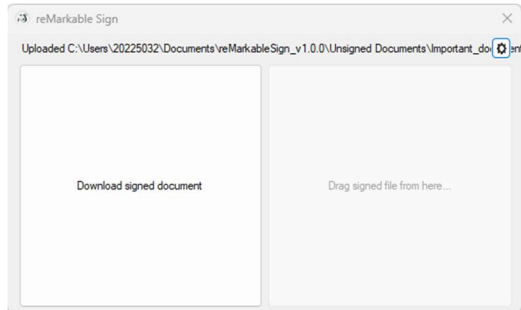 reMarkable Sign
Uploaded C:\Users\20225032\Documents\reMarkableSign_v1.0.0\Unsigned Documents\Important_do
Download signed document
Drag signed file from here...